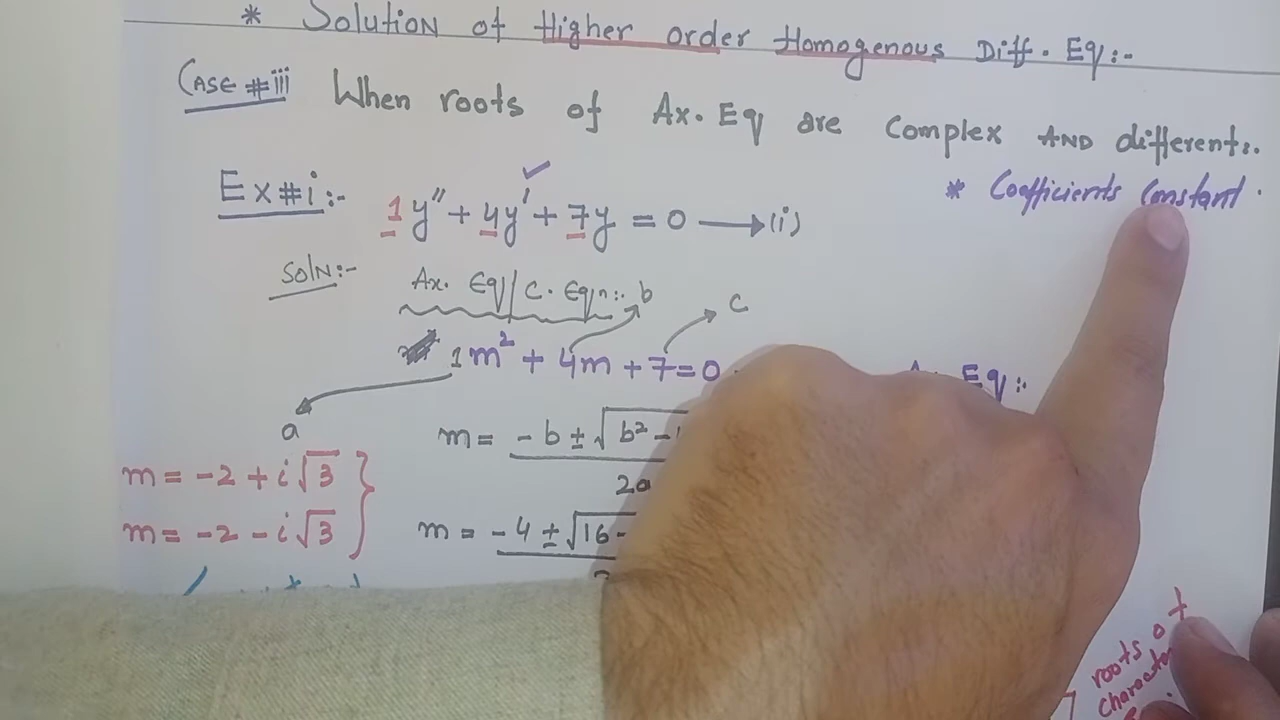 * Solution of Higher order Homogenous Diff. Eq:-
Case #iii When roots of Ax. Eq are Complex AND differents.
* Coefficients Constant.
Ex#i:- 1y'' + 4y' + 7y = 0 → (i)
Soln:- Ax. Eq/C. Eqn:-
b
c
1m² + 4m + 7 = 0
Eq:-
a
m = -b ± √b² -
2a
m = -2 + i√3
m = -2 - i√3
m = -4 ± √16 -
roots of